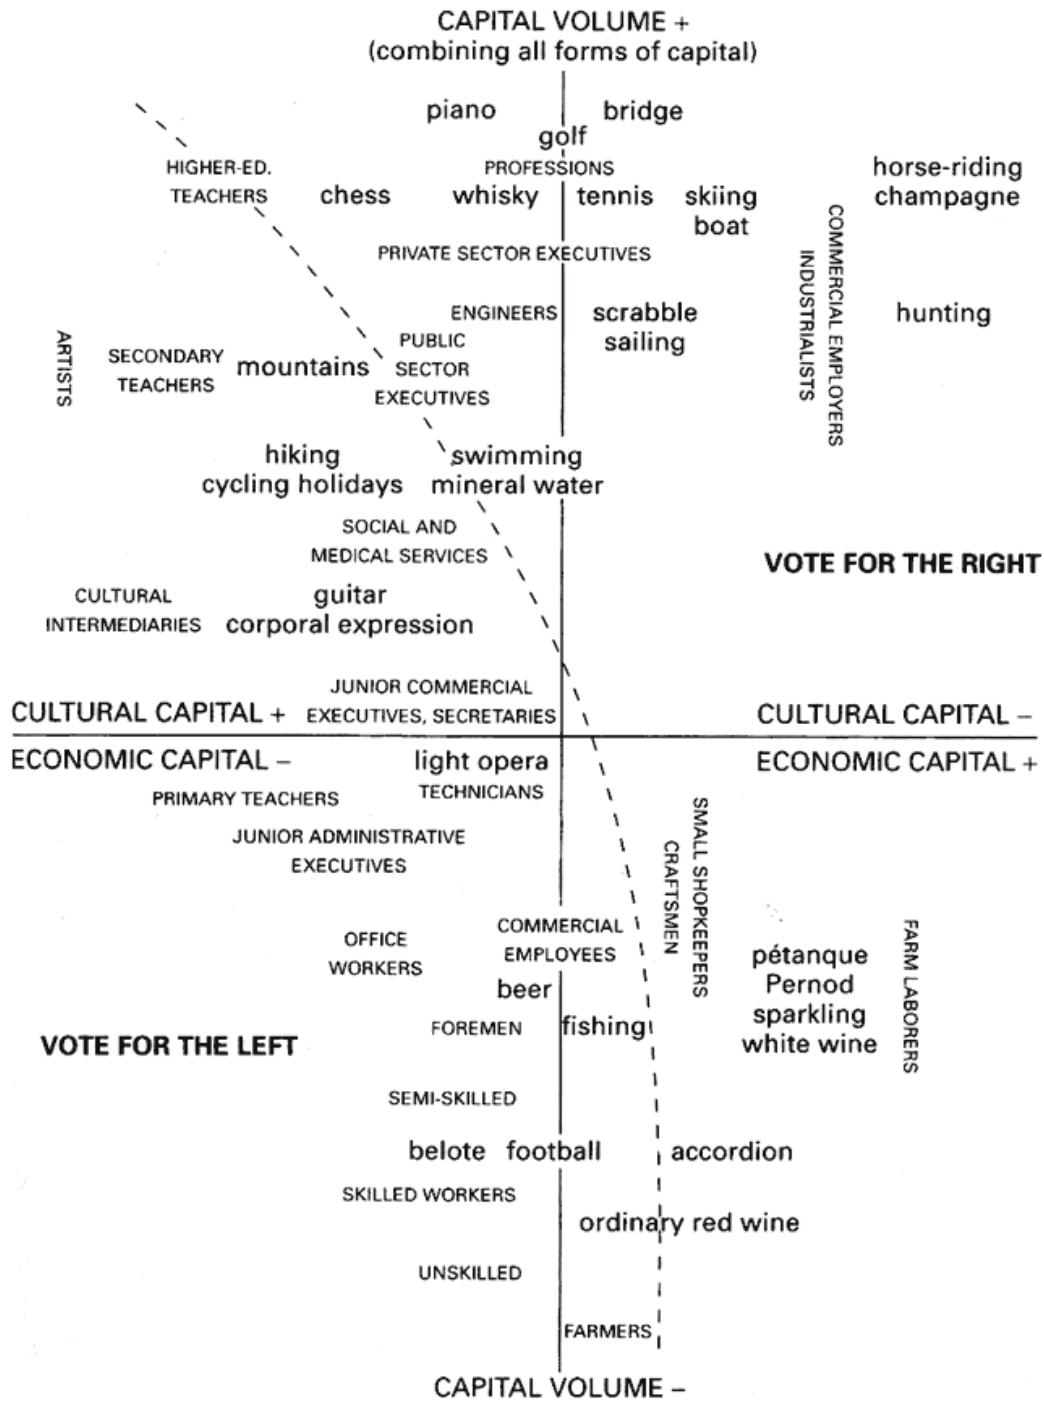 CAPITAL VOLUME +
(combining all forms of capital)
piano
bridge
golf
HIGHER-ED.
TEACHERS
PROFESSIONS
horse-riding
champagne
chess
whisky
tennis
skiing
boat
PRIVATE SECTOR EXECUTIVES
COMMERCIAL EMPLOYERS
INDUSTRIALISTS
ENGINEERS
scrabble
sailing
hunting
ARTISTS
SECONDARY
TEACHERS
mountains
PUBLIC
SECTOR
EXECUTIVES
hiking
cycling holidays
swimming
mineral water
SOCIAL AND
MEDICAL SERVICES
VOTE FOR THE RIGHT
CULTURAL
INTERMEDIARIES
guitar
corporal expression
JUNIOR COMMERCIAL
EXECUTIVES, SECRETARIES
CULTURAL CAPITAL +
CULTURAL CAPITAL –
ECONOMIC CAPITAL –
ECONOMIC CAPITAL +
light opera
TECHNICIANS
PRIMARY TEACHERS
JUNIOR ADMINISTRATIVE
EXECUTIVES
SMALL SHOPKEEPERS
CRAFTSMEN
OFFICE
WORKERS
COMMERCIAL
EMPLOYEES
pétanque
Pernod
sparkling
white wine
FARM LABORERS
beer
FOREMEN
fishing
VOTE FOR THE LEFT
SEMI-SKILLED
belote
football
accordion
SKILLED WORKERS
ordinary red wine
UNSKILLED
FARMERS
CAPITAL VOLUME –